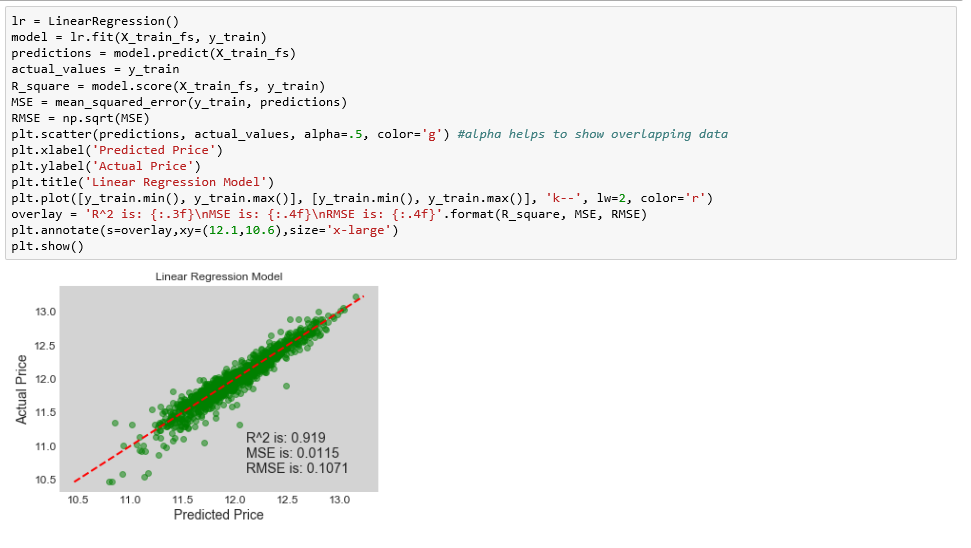 lr = LinearRegression()
model = lr.fit(X_train_fs, y_train)
predictions = model.predict(X_train_fs)
actual_values = y_train
R_square = model.score(X_train_fs, y_train)
MSE = mean_squared_error(y_train, predictions)
RMSE = np.sqrt(MSE)
plt.scatter(predictions, actual_values, alpha=.5, color='g') #alpha helps to show overlapping data
plt.xlabel('Predicted Price')
plt.ylabel('Actual Price')
plt.title('Linear Regression Model')
plt.plot([y_train.min(), y_train.max()], [y_train.min(), y_train.max()], 'k--', lw=2, color='r')
overlay = 'R^2 is: {:.3f}\nMSE is: {:.4f}\nRMSE is: {:.4f}'.format(R_square, MSE, RMSE)
plt.annotate(s=overlay,xy=(12.1,10.6),size='x-large')
plt.show()
Linear Regression Model
Actual Price
13.0
12.5
12.0
11.5
11.0
10.5
R^2 is: 0.919
MSE is: 0.0115
RMSE is: 0.1071
10.5 11.0 11.5 12.0 12.5 13.0
Predicted Price